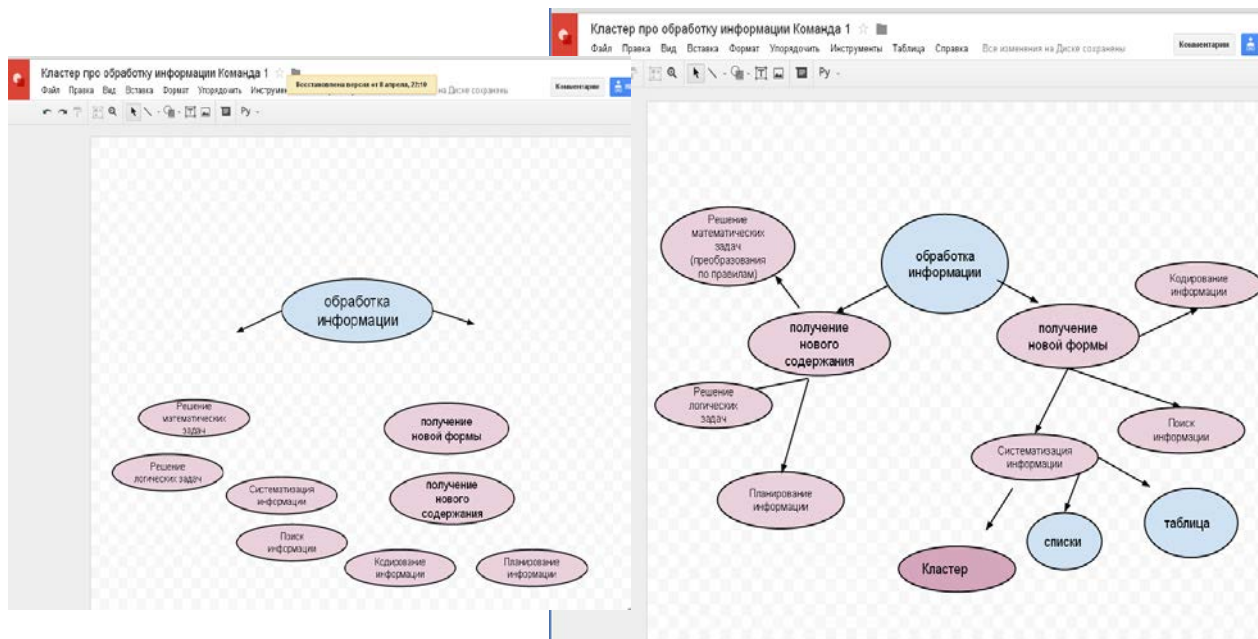 Кластер про обработку информации Команда 1
Файл Правка Вид Вставка Формат Упорядочить
Восстановлена версия от 8 апреля, 22:10
на Диске сохранены
Комментарии
Ру
обработка
информации
Решение
математических
задач
получение
новой формы
Решение
логических задач
Систематизация
информации
получение
нового
содержания
Поиск
информации
Кодирование
информации
Планирование
информации
Кластер про обработку информации Команда 1
Файл Правка Вид Вставка Формат Упорядочить Инструменты Таблица Справка Все изменения на Диске сохранены
Комментарии
Ру
Решение
математических
задач
(преобразования
по правилам)
обработка
информации
Кодирование
информации
получение
нового
содержания
получение
новой формы
Решение
логических
задач
Поиск
информации
Систематизация
информации
Планирование
информации
таблица
списки
Кластер